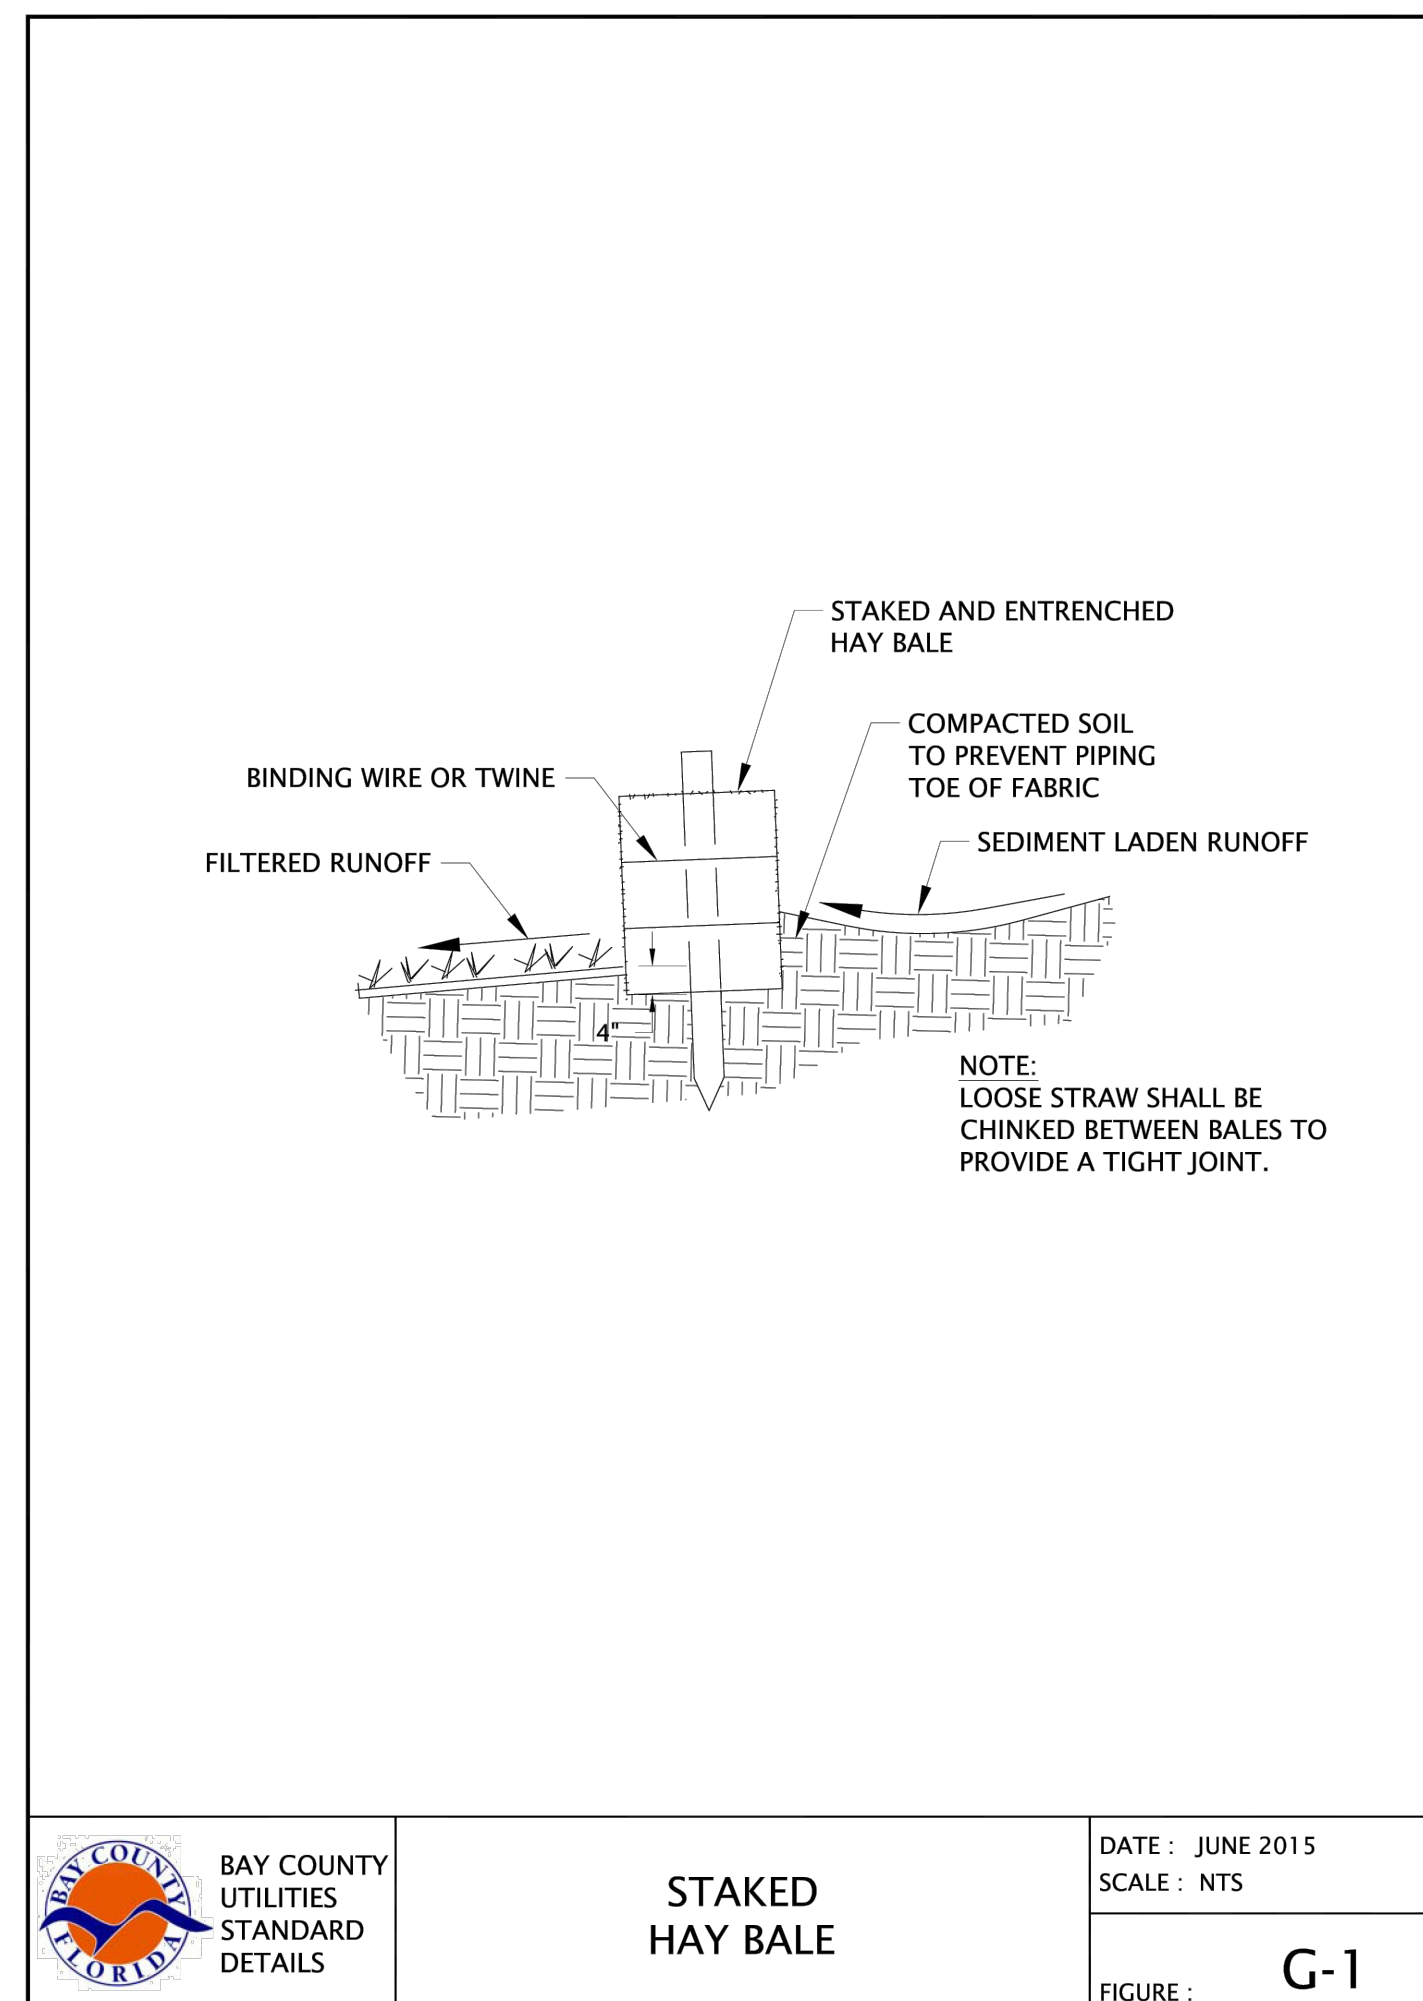 STAKED AND ENTRENCHED
HAY BALE
COMPACTED SOIL
TO PREVENT PIPING
TOE OF FABRIC
BINDING WIRE OR TWINE
SEDIMENT LADEN RUNOFF
FILTERED RUNOFF
4"
NOTE:
LOOSE STRAW SHALL BE
CHINKED BETWEEN BALES TO
PROVIDE A TIGHT JOINT.
BAY COUNTY
FLORIDA
BAY COUNTY
UTILITIES
STANDARD
DETAILS
STAKED
HAY BALE
DATE : JUNE 2015
SCALE : NTS
FIGURE : G-1